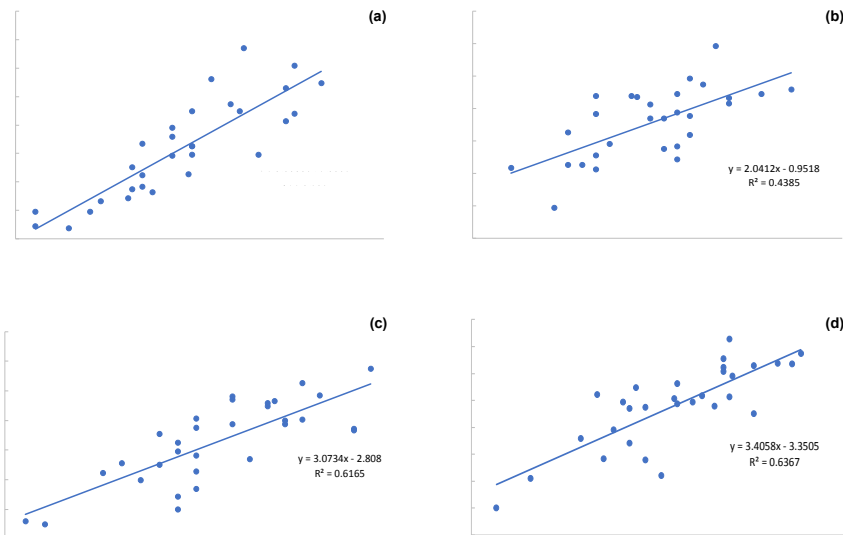 (a)
(b)
y = 2.0412x - 0.9518
R² = 0.4385
(c)
y = 3.0734x - 2.808
R² = 0.6165
(d)
y = 3.4058x - 3.3505
R² = 0.6367